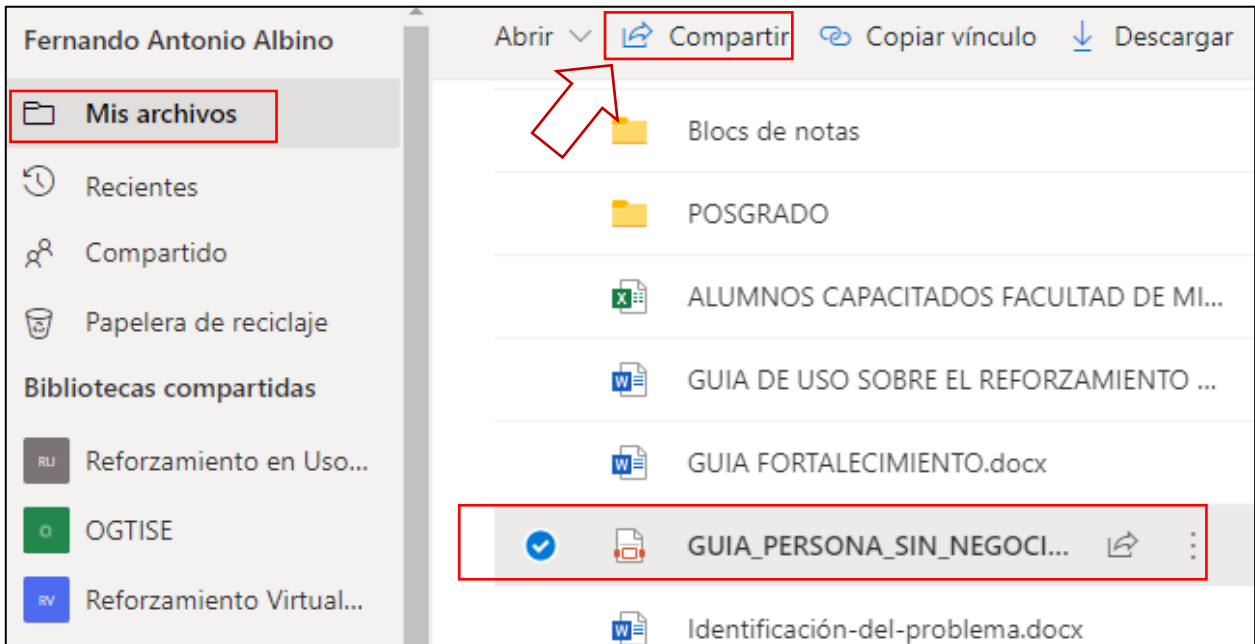 Fernando Antonio Albino
Mis archivos
Recientes
Compartido
Papelera de reciclaje
Bibliotecas compartidas
RU Reforzamiento en Uso...
O OGTISE
RV Reforzamiento Virtual...
Abrir Compartir Copiar vínculo Descargar
Blocs de notas
POSGRADO
ALUMNOS CAPACITADOS FACULTAD DE MI...
GUIA DE USO SOBRE EL REFORZAMIENTO ...
GUIA FORTALECIMIENTO.docx
GUIA_PERSONA_SIN_NEGOCI...
Identificación-del-problema.docx